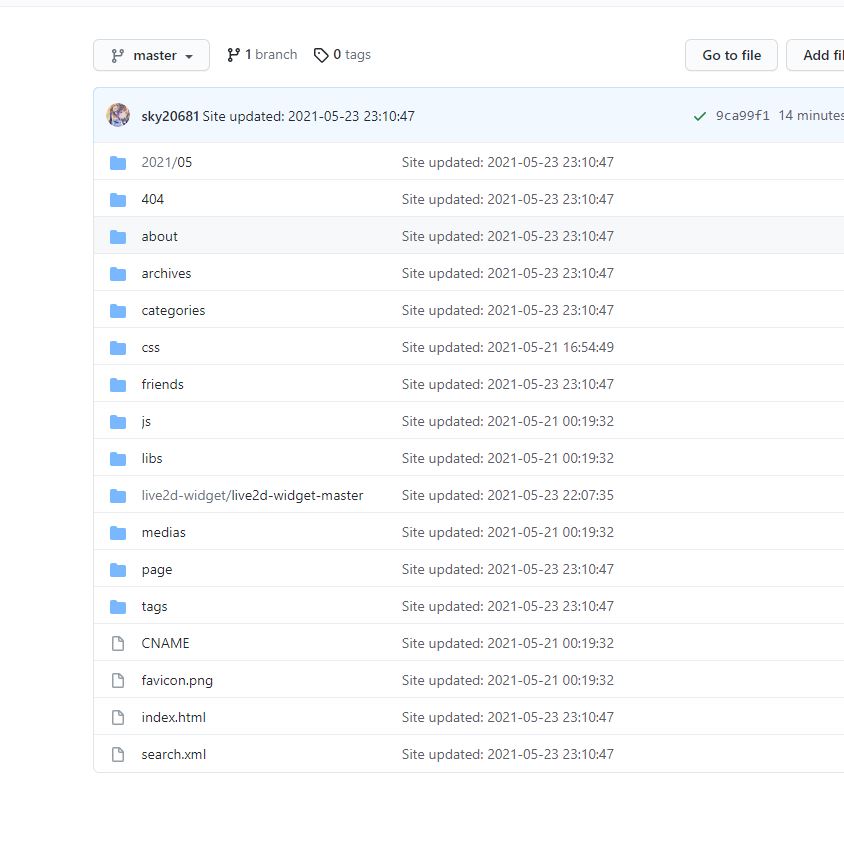 master 1 branch 0 tags Go to file Add fil
sky20681 Site updated: 2021-05-23 23:10:47 9ca99f1 14 minutes
2021/05 Site updated: 2021-05-23 23:10:47
404 Site updated: 2021-05-23 23:10:47
about Site updated: 2021-05-23 23:10:47
archives Site updated: 2021-05-23 23:10:47
categories Site updated: 2021-05-23 23:10:47
css Site updated: 2021-05-21 16:54:49
friends Site updated: 2021-05-23 23:10:47
js Site updated: 2021-05-21 00:19:32
libs Site updated: 2021-05-21 00:19:32
live2d-widget/live2d-widget-master Site updated: 2021-05-23 22:07:35
medias Site updated: 2021-05-21 00:19:32
page Site updated: 2021-05-23 23:10:47
tags Site updated: 2021-05-23 23:10:47
CNAME Site updated: 2021-05-21 00:19:32
favicon.png Site updated: 2021-05-21 00:19:32
index.html Site updated: 2021-05-23 23:10:47
search.xml Site updated: 2021-05-23 23:10:47